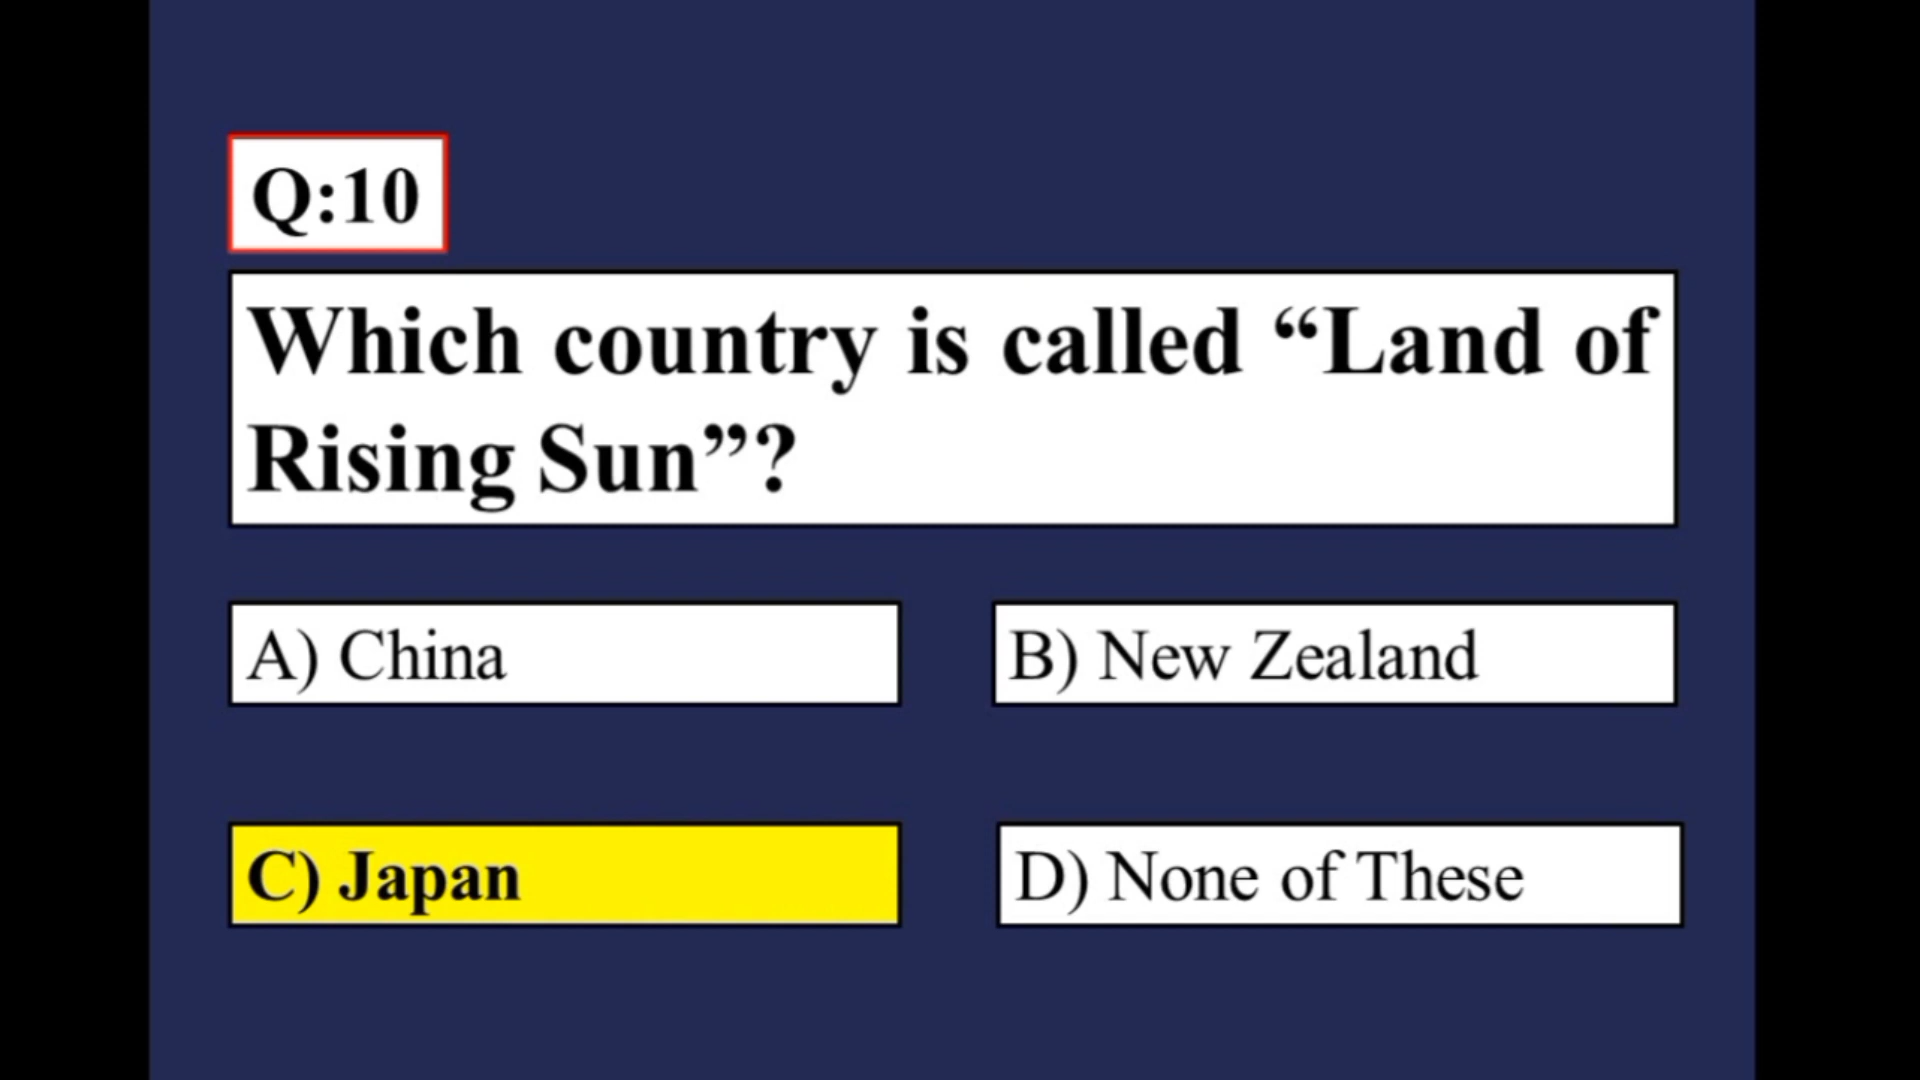 Q:10
Which country is called “Land of
Rising Sun”?
A) China
B) New Zealand
C) Japan
D) None of These